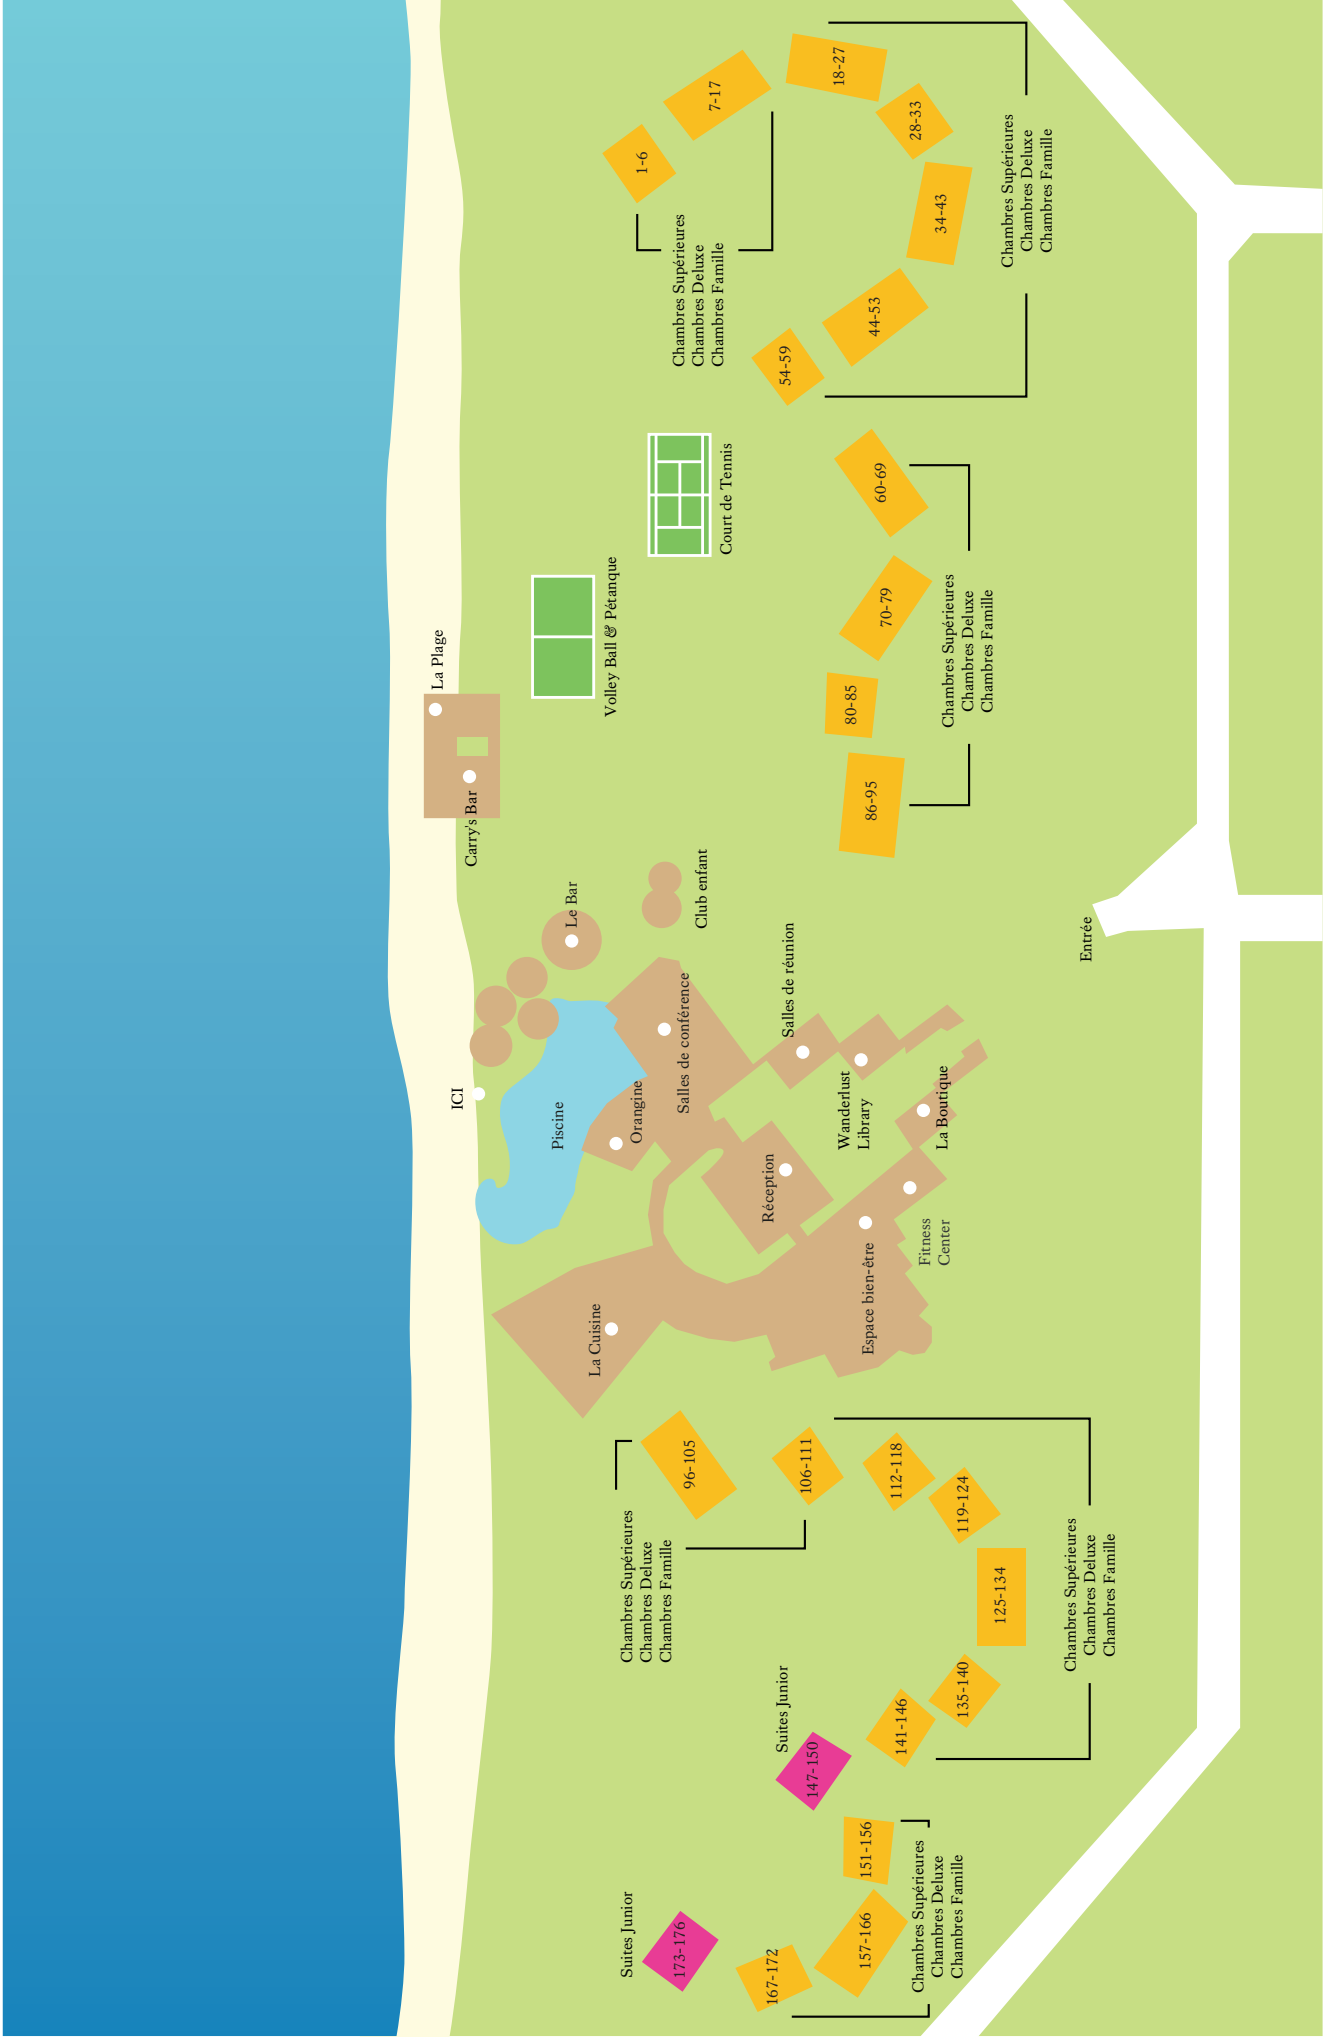 La Plage
Carry's Bar
Volley Ball & Pétanque
Court de Tennis
Club enfant
Le Bar
ICI
Piscine
Orangine
Salles de conférence
Salles de réunion
Wanderlust
Library
La Boutique
Réception
Fitness
Center
Espace bien-être
La Cuisine
Entrée
1-6
7-17
Chambres Supérieures
Chambres Deluxe
Chambres Famille
18-27
28-33
34-43
44-53
54-59
Chambres Supérieures
Chambres Deluxe
Chambres Famille
60-69
70-79
80-85
86-95
Chambres Supérieures
Chambres Deluxe
Chambres Famille
96-105
106-111
Chambres Supérieures
Chambres Deluxe
Chambres Famille
112-118
119-124
125-134
135-140
141-146
Chambres Supérieures
Chambres Deluxe
Chambres Famille
Suites Junior
147-150
151-156
157-166
167-172
Chambres Supérieures
Chambres Deluxe
Chambres Famille
Suites Junior
173-176